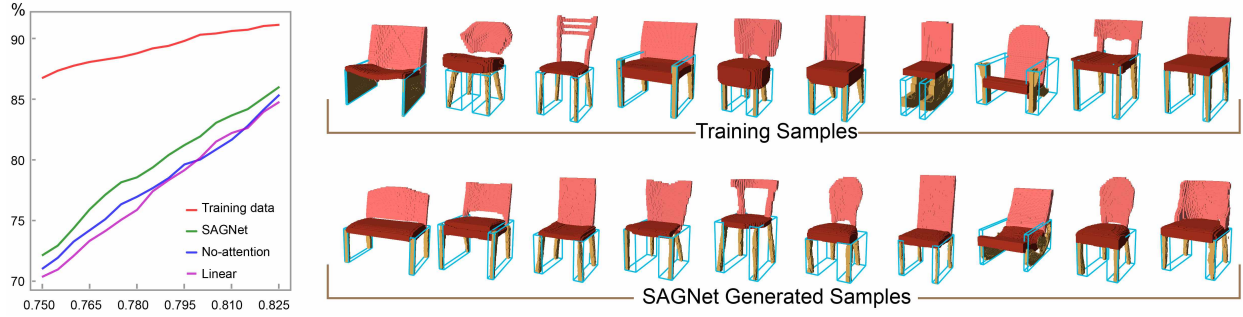 %
90
85
80
75
70
Training data
SAGNet
No-attention
Linear
0.750 0.765 0.780 0.795 0.810 0.825
Training Samples
SAGNet Generated Samples